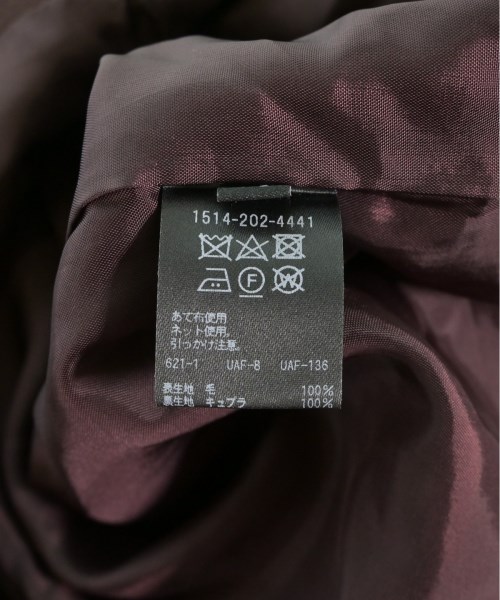 1514-202-4441
F W
あて布使用
ネット使用。
引っかけ注意。
621-1 UAF-8 UAF-136
表生地 毛 100%
裏生地 キュプラ 100%